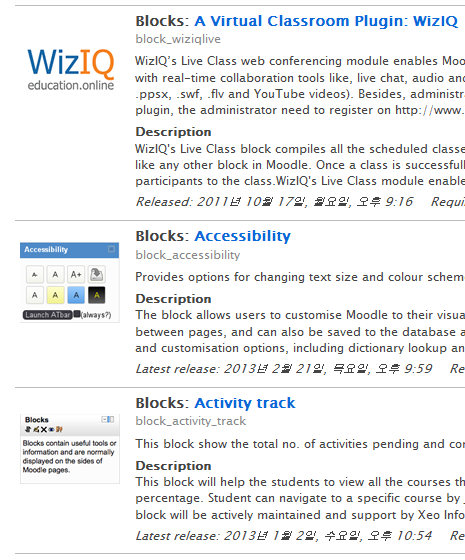 Blocks: A Virtual Classroom Plugin: WizIQ
block_wiziqlive
WizIQ
education.online
WizIQ's Live Class web conferencing module enables Moo
with real-time collaboration tools like, live chat, audio and
.ppsx, .swf, .flv and YouTube videos). Besides, administra
plugin, the administrator need to register on http://www.
Description
WizIQ's Live Class block compiles all the scheduled classe
like any other block in Moodle. Once a class is successfull
participants to the class.WizIQ's Live Class module enable
Released: 2011년 10월 17일, 월요일, 오후 9:16 Requi
Blocks: Accessibility
block_accessibility
Accessibility
A- A A+
A A A A
Launch ATbar (always?)
Provides options for changing text size and colour schem
Description
The block allows users to customise Moodle to their visua
between pages, and can also be saved to the database a
and customisation options, including dictionary lookup an
Latest release: 2013년 2월 21일, 목요일, 오후 9:59 Re
Blocks: Activity track
block_activity_track
Blocks
Blocks contain useful tools or
information and are normally
displayed on the sides of
Moodle pages.
This block show the total no. of activities pending and co
Description
This block will help the students to view all the courses th
percentage. Student can navigate to a specific course by
block will be actively maintained and support by Xeo Info
Latest release: 2013년 1월 2일, 수요일, 오후 10:54 Re